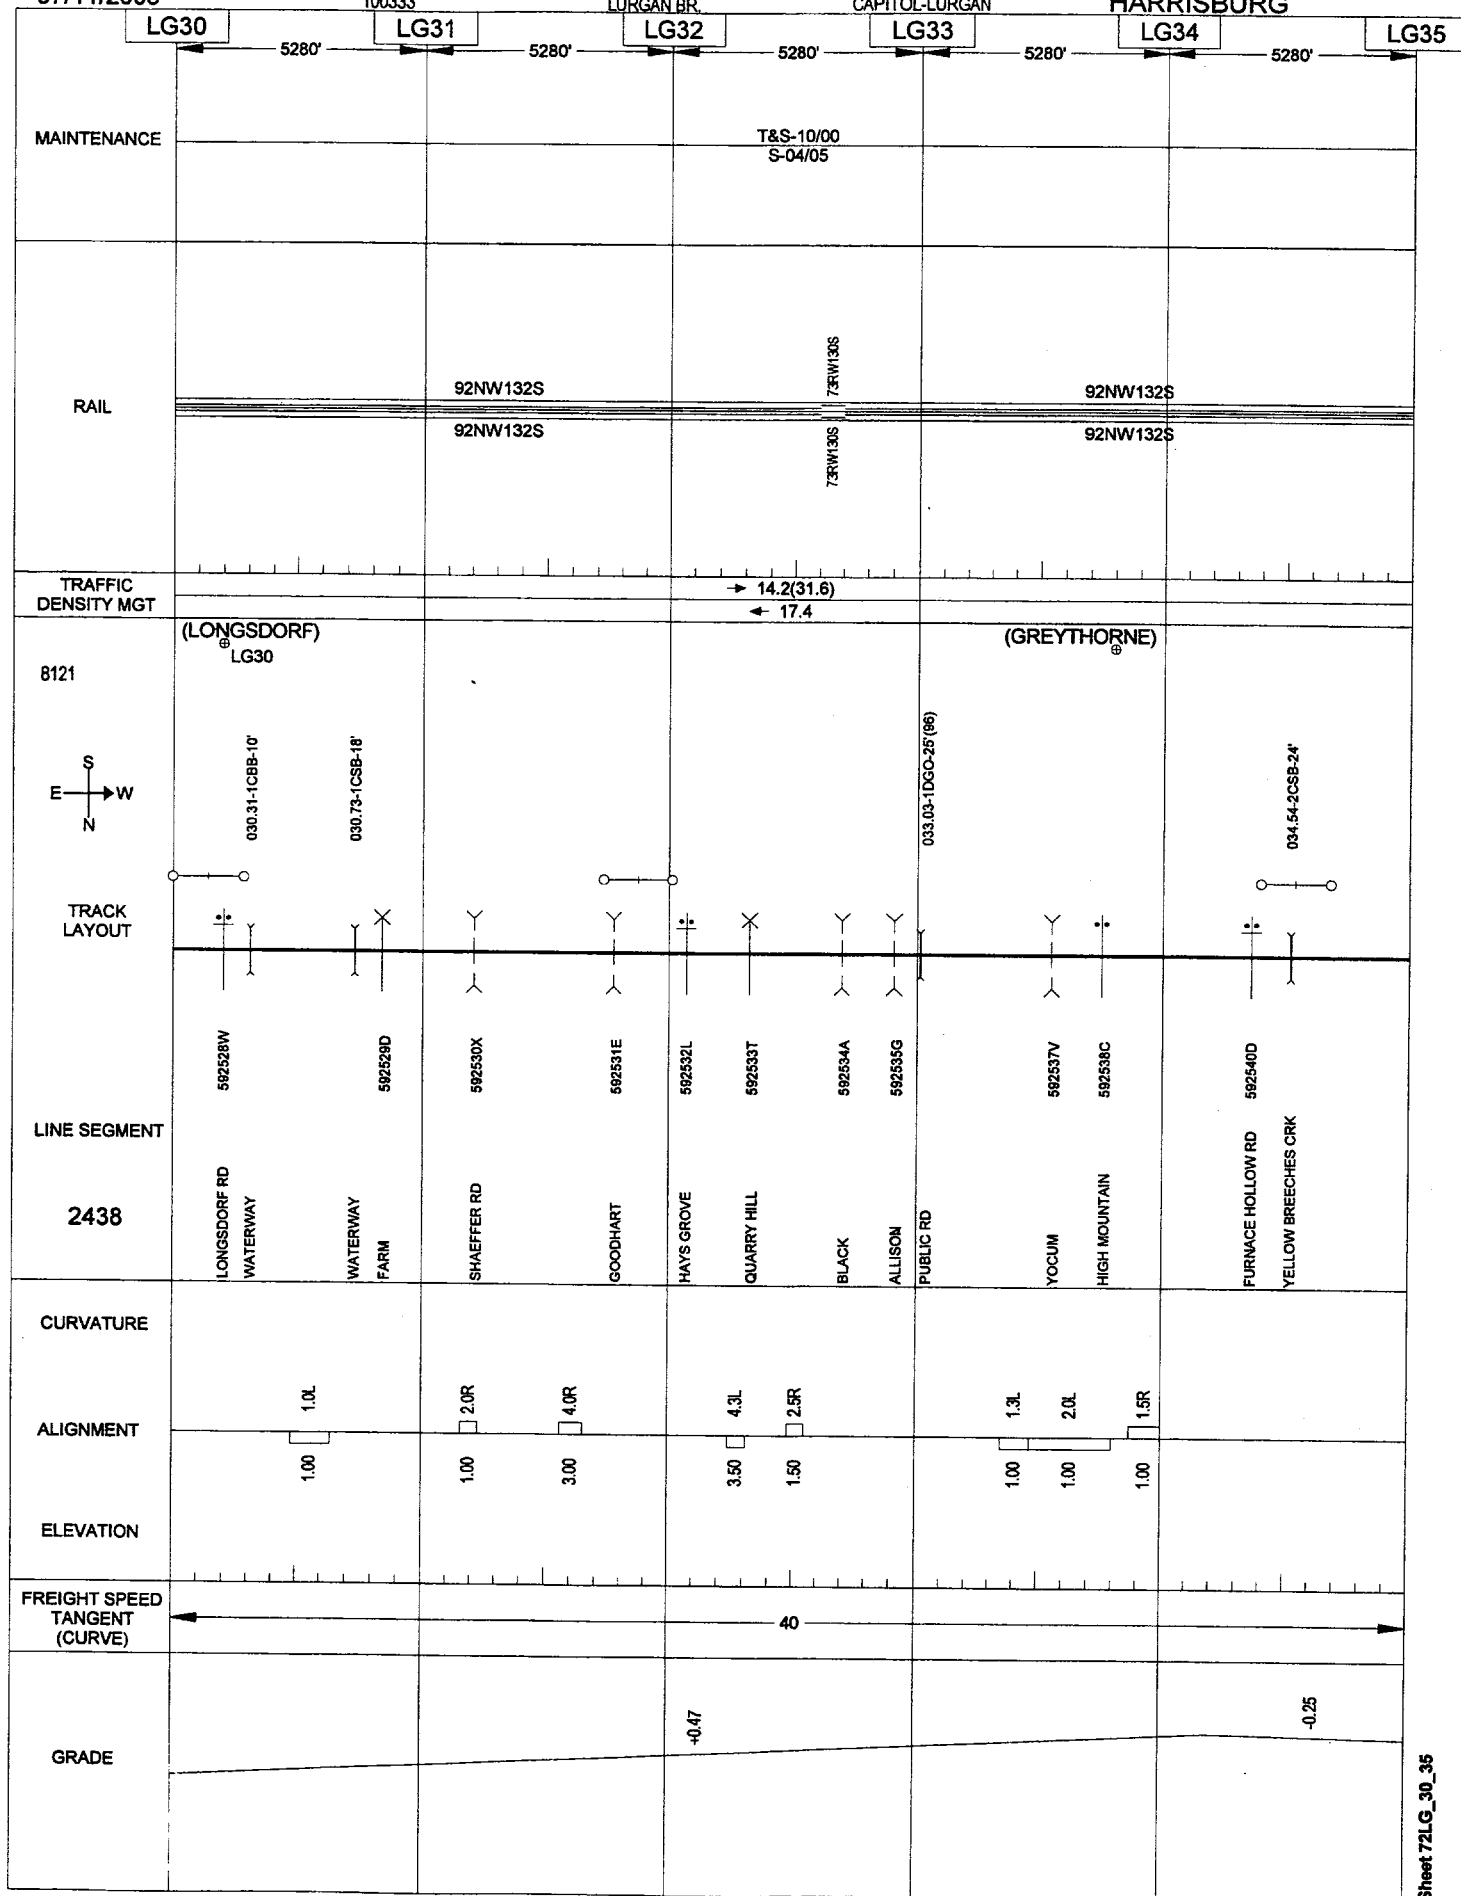 100333
LURGAN BR.
CAPITOL-LURGAN
HARRISBURG
LG30
LG31
LG32
LG33
LG34
LG35
5280'
5280'
5280'
5280'
5280'
MAINTENANCE
T&S-10/00
S-04/05
RAIL
92NW132S
92NW132S
73RW130S
73RW130S
92NW132S
92NW132S
TRAFFIC
DENSITY MGT
14.2(31.6)
17.4
(LONGSDORF)
LG30
(GREYTHORNE)
8121
S
E
W
N
030.31-1CBB-10'
030.73-1CSB-18'
033.03-1DGO-25'(96)
034.54-2CSB-24'
TRACK
LAYOUT
592528W
592529D
592530X
592531E
592532L
592533T
592534A
592535G
592537V
592538C
592540D
LINE SEGMENT
2438
LONGSDORF RD
WATERWAY
WATERWAY
FARM
SHAEFFER RD
GOODHART
HAYS GROVE
QUARRY HILL
BLACK
ALLISON
PUBLIC RD
YOCUM
HIGH MOUNTAIN
FURNACE HOLLOW RD
YELLOW BREECHES CRK
CURVATURE
1.0L
2.0R
4.0R
4.3L
2.5R
1.3L
2.0L
1.5R
ALIGNMENT
1.00
1.00
3.00
3.50
1.50
1.00
1.00
1.00
ELEVATION
FREIGHT SPEED
TANGENT
(CURVE)
40
GRADE
+0.47
-0.25
Sheet 72LG_30_35